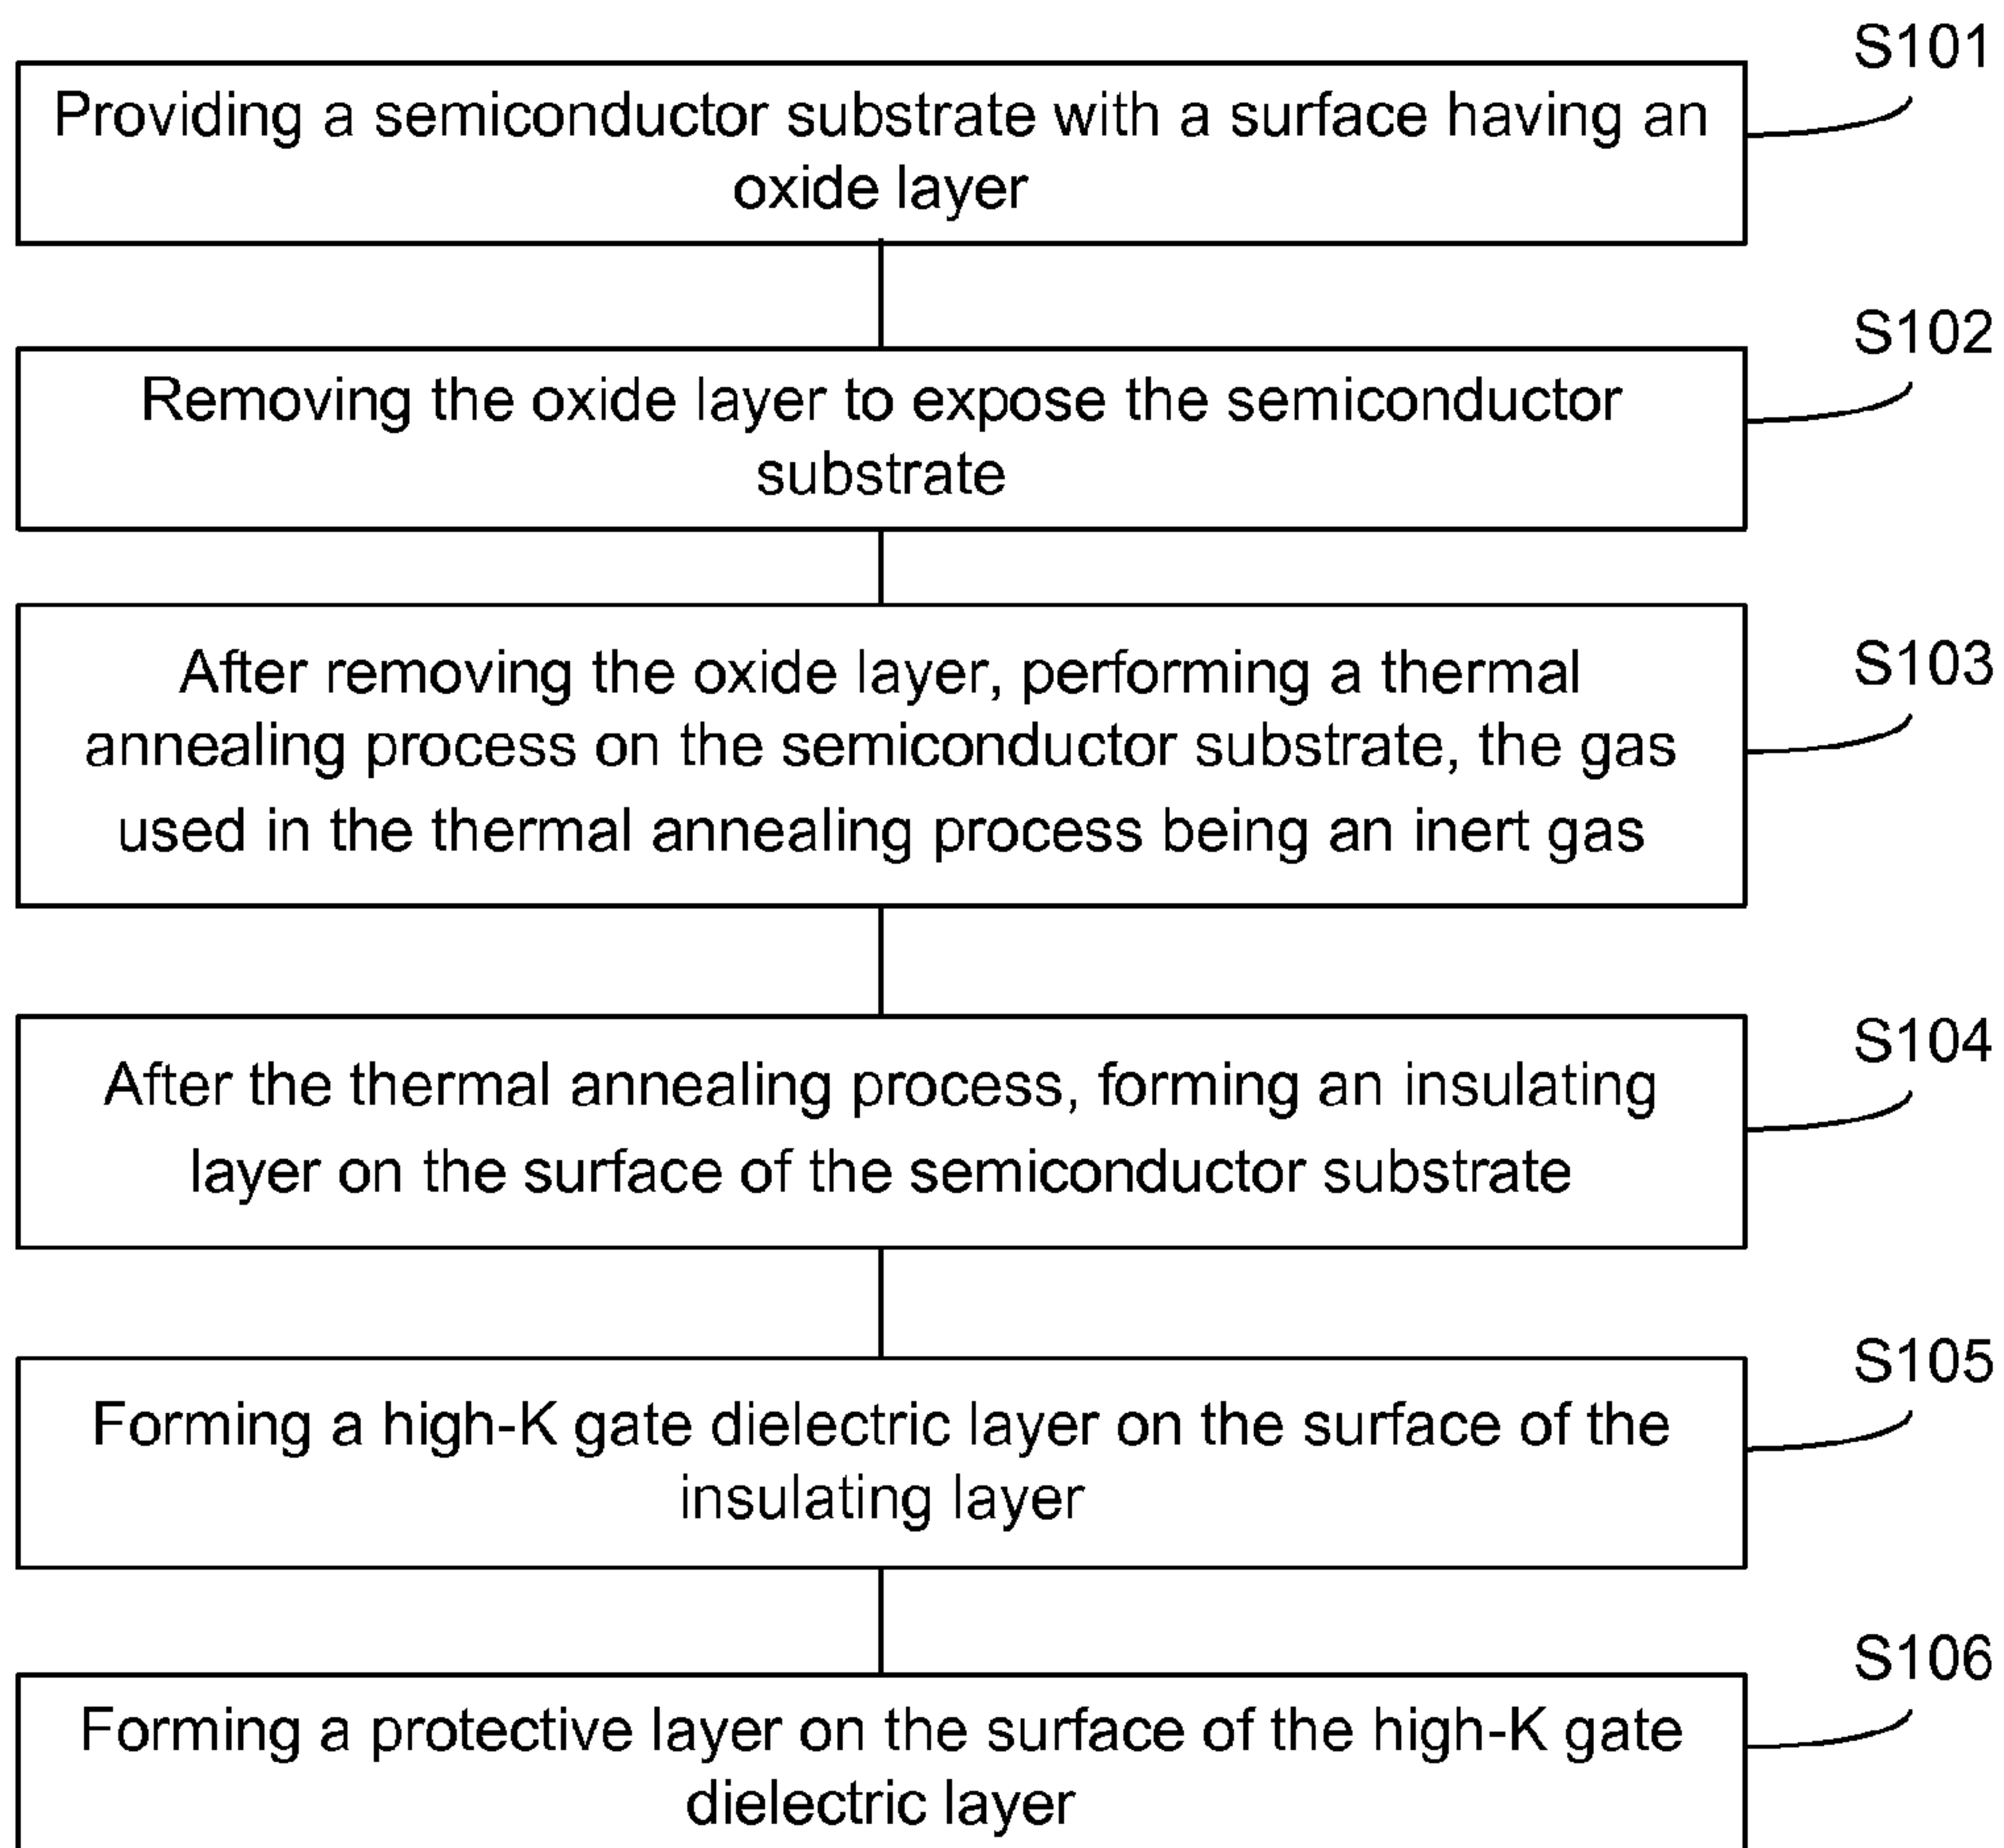 S101
Providing a semiconductor substrate with a surface having an
oxide layer
S102
Removing the oxide layer to expose the semiconductor
substrate
S103
After removing the oxide layer, performing a thermal
annealing process on the semiconductor substrate, the gas
used in the thermal annealing process being an inert gas
S104
After the thermal annealing process, forming an insulating
layer on the surface of the semiconductor substrate
S105
Forming a high-K gate dielectric layer on the surface of the
insulating layer
S106
Forming a protective layer on the surface of the high-K gate
dielectric layer